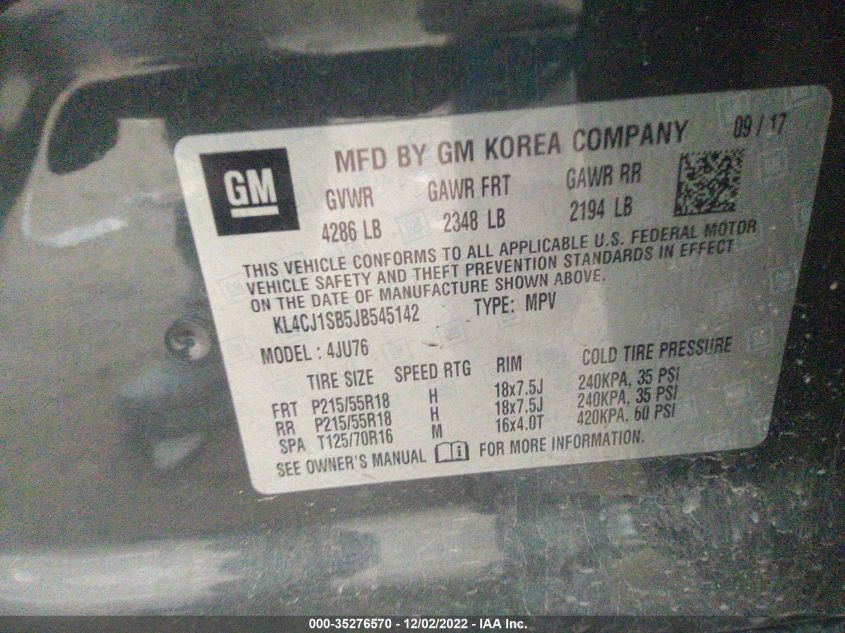 GM
MFD BY GM KOREA COMPANY 09 / 17
GVWR GAWR FRT GAWR RR
4286 LB 2348 LB 2194 LB
THIS VEHICLE CONFORMS TO ALL APPLICABLE U.S. FEDERAL MOTOR
VEHICLE SAFETY AND THEFT PREVENTION STANDARDS IN EFFECT
ON THE DATE OF MANUFACTURE SHOWN ABOVE.
KL4CJ1SB5JB545142 TYPE: MPV
MODEL : 4JU76
TIRE SIZE SPEED RTG RIM COLD TIRE PRESSURE
FRT P215/55R18 H 18x7.5J 240KPA, 35 PSI
RR P215/55R18 H 18x7.5J 240KPA, 35 PSI
SPA T125/70R16 M 16x4.0T 420KPA, 60 PSI
SEE OWNER'S MANUAL FOR MORE INFORMATION.
000-35276570 - 12/02/2022 - IAA Inc.